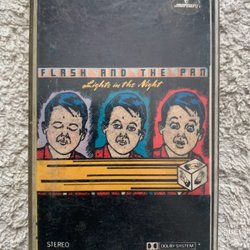 mercury
FLASH AND THE PAN
Lights in the Night
STEREO
DOLBY SYSTEM